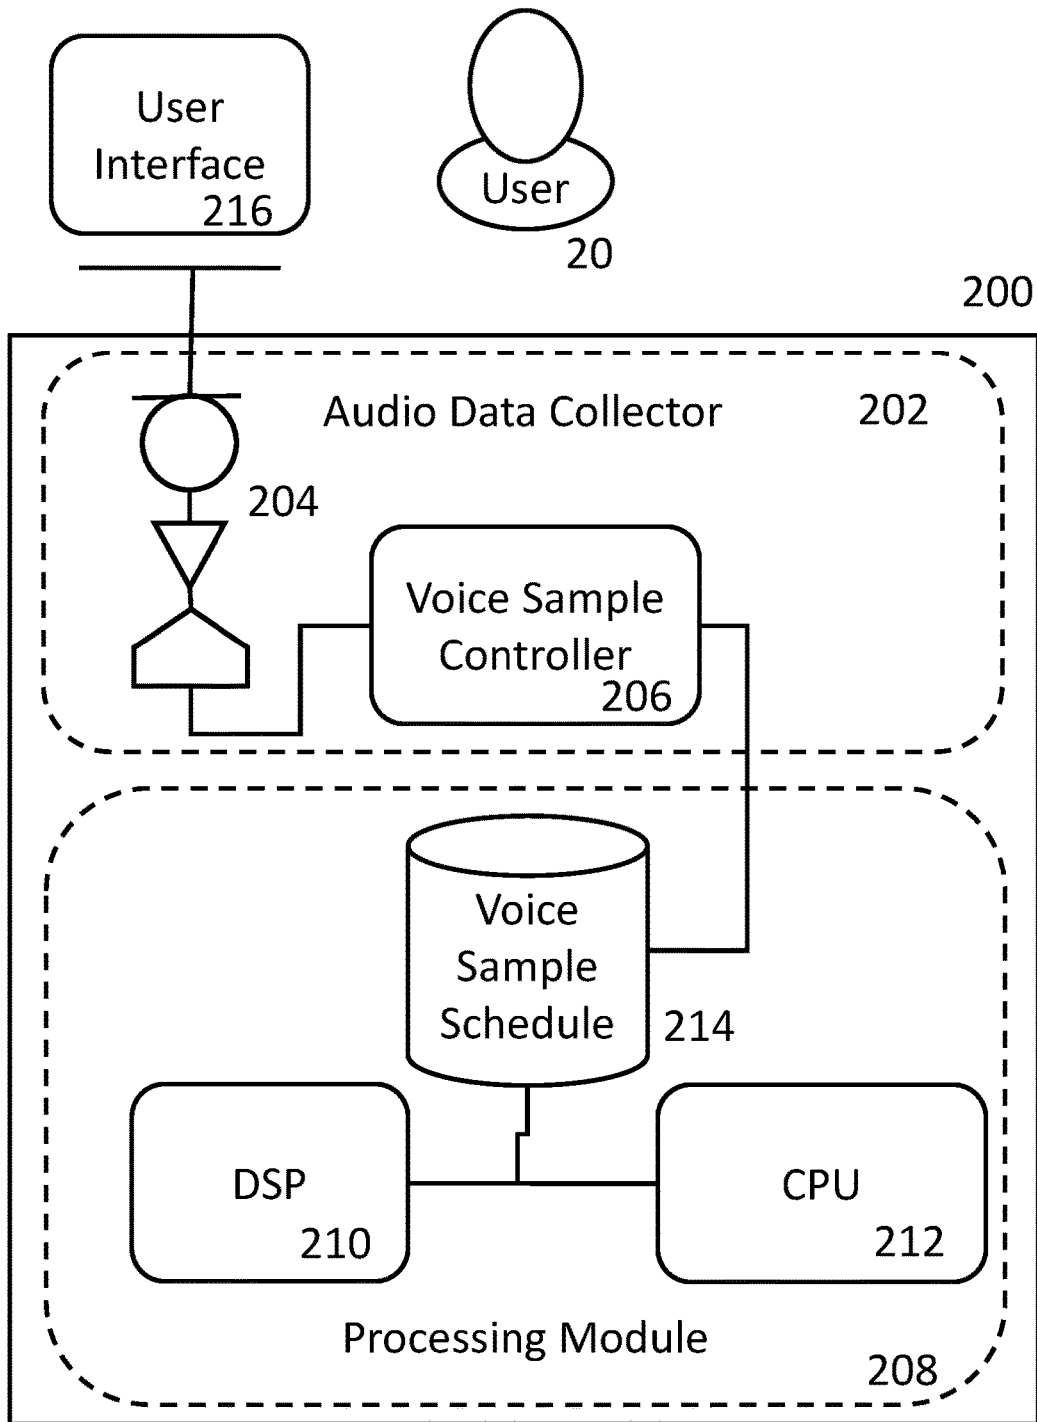 User
Interface
216
User
20
200
Audio Data Collector
202
204
Voice Sample
Controller
206
Voice
Sample
Schedule
214
DSP
210
CPU
212
Processing Module
208